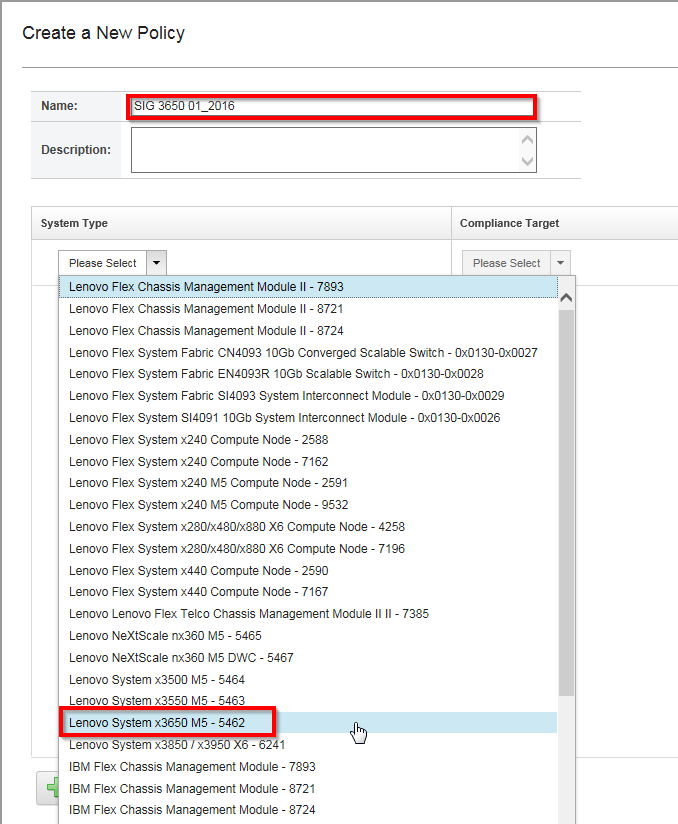 Create a New Policy
Name:
SIG 3650 01_2016
Description:
System Type
Compliance Target
Please Select
Please Select
Lenovo Flex Chassis Management Module II - 7893
Lenovo Flex Chassis Management Module II - 8721
Lenovo Flex Chassis Management Module II - 8724
Lenovo Flex System Fabric CN4093 10Gb Converged Scalable Switch - 0x0130-0x0027
Lenovo Flex System Fabric EN4093R 10Gb Scalable Switch - 0x0130-0x0028
Lenovo Flex System Fabric SI4093 System Interconnect Module - 0x0130-0x0029
Lenovo Flex System SI4091 10Gb System Interconnect Module - 0x0130-0x0026
Lenovo Flex System x240 Compute Node - 2588
Lenovo Flex System x240 Compute Node - 7162
Lenovo Flex System x240 M5 Compute Node - 2591
Lenovo Flex System x240 M5 Compute Node - 9532
Lenovo Flex System x280/x480/x880 X6 Compute Node - 4258
Lenovo Flex System x280/x480/x880 X6 Compute Node - 7196
Lenovo Flex System x440 Compute Node - 2590
Lenovo Flex System x440 Compute Node - 7167
Lenovo Lenovo Flex Telco Chassis Management Module II II - 7385
Lenovo NeXtScale nx360 M5 - 5465
Lenovo NeXtScale nx360 M5 DWC - 5467
Lenovo System x3500 M5 - 5464
Lenovo System x3550 M5 - 5463
Lenovo System x3650 M5 - 5462
Lenovo System x3850 / x3950 X6 - 6241
IBM Flex Chassis Management Module - 7893
IBM Flex Chassis Management Module - 8721
IBM Flex Chassis Management Module - 8724